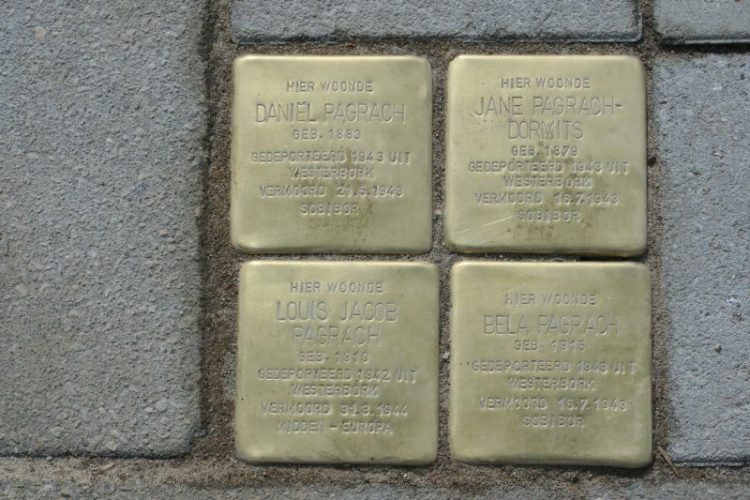 HIER WOONDE
DANIËL PAGRACH
GEB. 1883
GEDEPORTEERD 1943 UIT
WESTERBORK
VERMOORD 21.5.1943
SOBIBOR
HIER WOONDE
JANE PAGRACH-
DORMITS
GEB. 1879
GEDEPORTEERD 1943 UIT
WESTERBORK
VERMOORD 16.7.1943
SOBIBOR
HIER WOONDE
LOUIS JACOB
PAGRACH
GEB. 1910
GEDEPORTEERD 1942 UIT
WESTERBORK
VERMOORD 31.3.1944
MIDDEN - EUROPA
HIER WOONDE
BELA PAGRACH
GEB. 1915
GEDEPORTEERD 1943 UIT
WESTERBORK
VERMOORD 16.7.1943
SOBIBOR